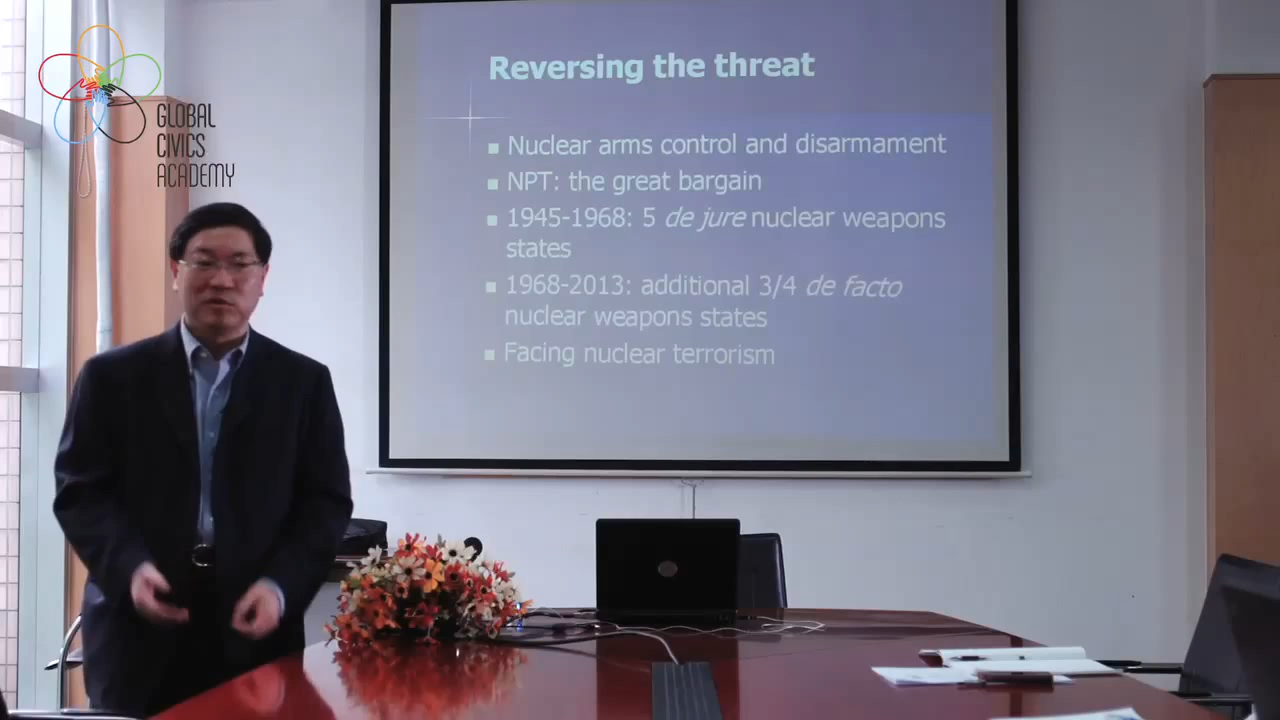 GLOBAL
CIVICS
ACADEMY
Reversing the threat
Nuclear arms control and disarmament
NPT: the great bargain
1945-1968: 5 de jure nuclear weapons
states
1968-2013: additional 3/4 de facto
nuclear weapons states
Facing nuclear terrorism